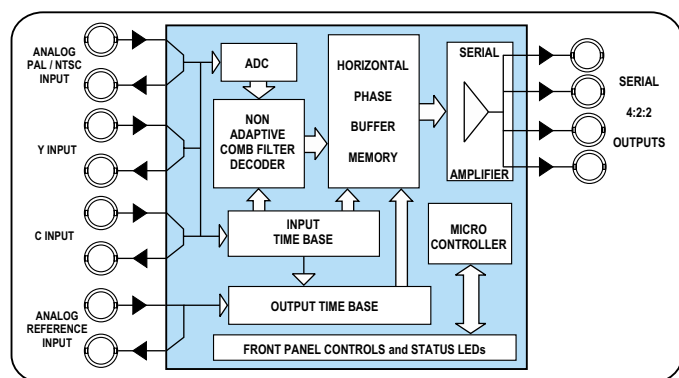 ANALOG
PAL / NTSC
INPUT
Y INPUT
C INPUT
ANALOG
REFERENCE
INPUT
ADC
NON
ADAPTIVE
COMB FILTER
DECODER
HORIZONTAL
PHASE
BUFFER
MEMORY
SERIAL
AMPLIFIER
SERIAL
4:2:2
OUTPUTS
INPUT
TIME BASE
MICRO
CONTROLLER
OUTPUT TIME BASE
FRONT PANEL CONTROLS and STATUS LEDs